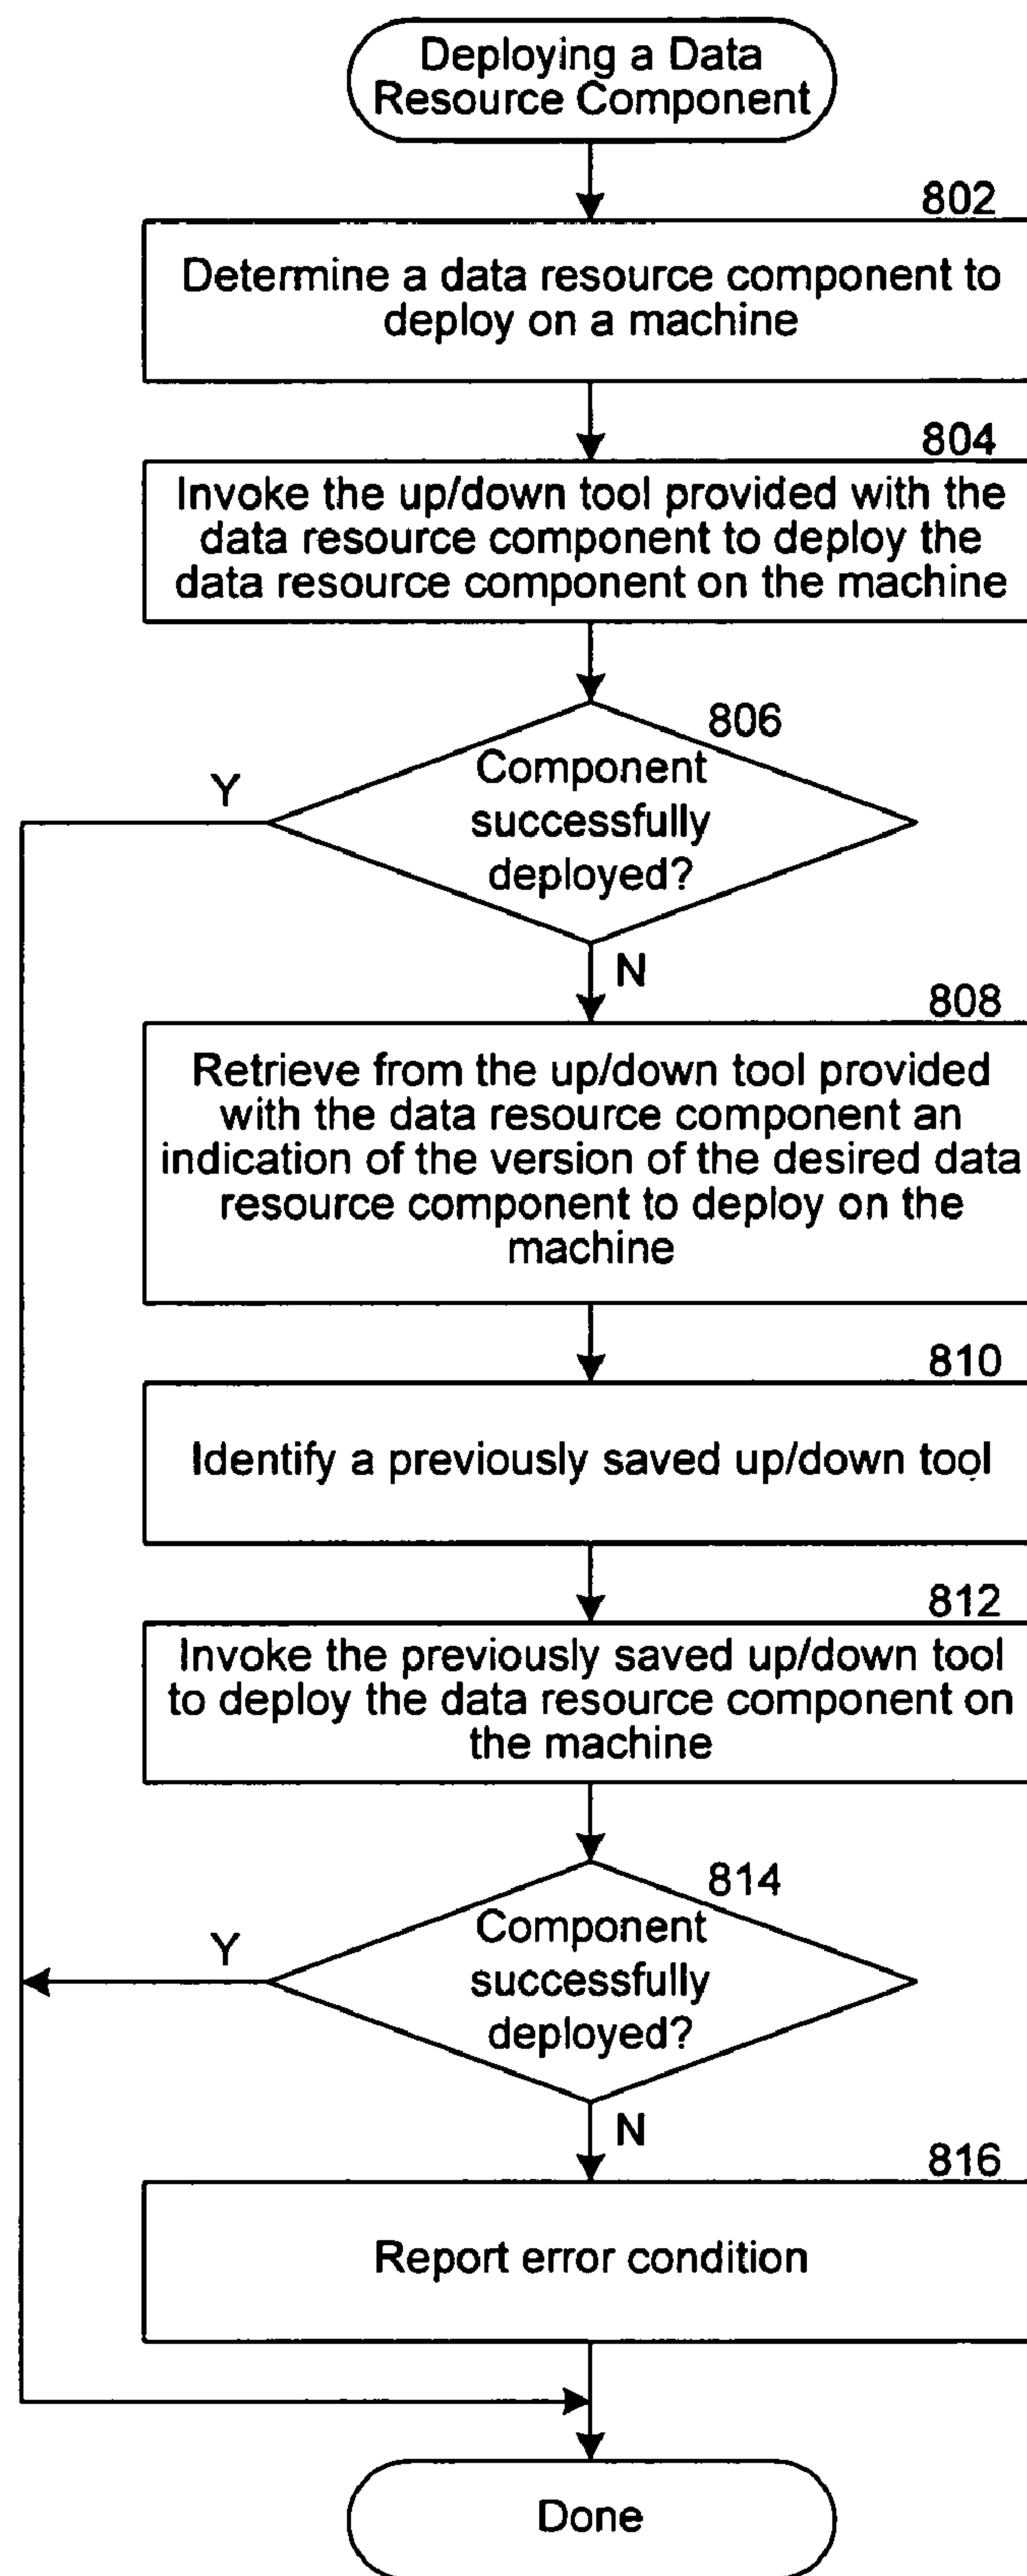 Deploying a Data
Resource Component
802
Determine a data resource component to
deploy on a machine
804
Invoke the up/down tool provided with the
data resource component to deploy the
data resource component on the machine
806
Component
successfully
deployed?
Y
N
808
Retrieve from the up/down tool provided
with the data resource component an
indication of the version of the desired data
resource component to deploy on the
machine
810
Identify a previously saved up/down tool
812
Invoke the previously saved up/down tool
to deploy the data resource component on
the machine
814
Component
successfully
deployed?
Y
N
816
Report error condition
Done